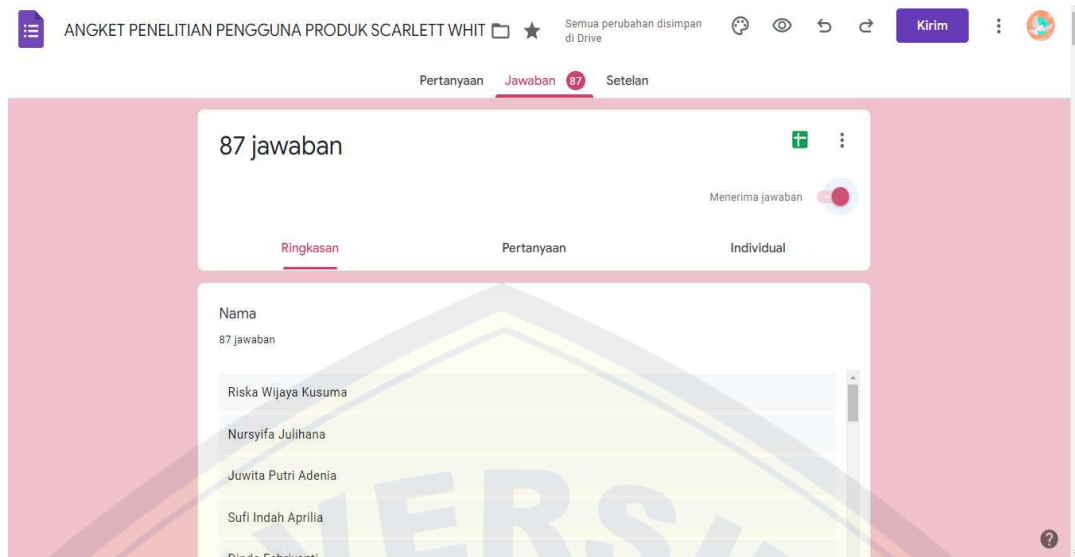 ANGKET PENELITIAN PENGGUNA PRODUK SCARLETT WHIT
Semua perubahan disimpan
di Drive
Kirim
Pertanyaan Jawaban 87 Setelan
87 jawaban
Menerima jawaban
Ringkasan Pertanyaan Individual
Nama
87 jawaban
Riska Wijaya Kusuma
Nursyifa Julihana
Juwita Putri Adenia
Sufi Indah Aprilia
VERSI